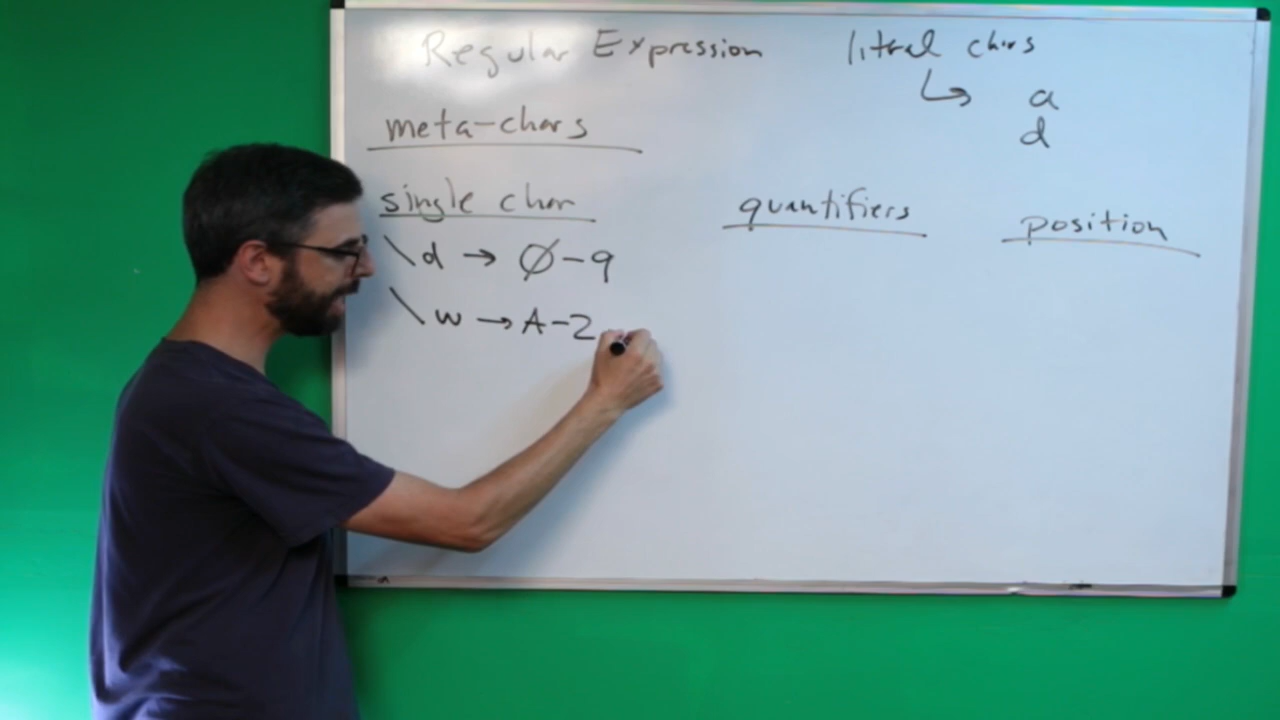 Regular Expression literal chars
↳ a
d
meta-chars
single char quantifiers position
\d → Ø-9
\w → A-Z